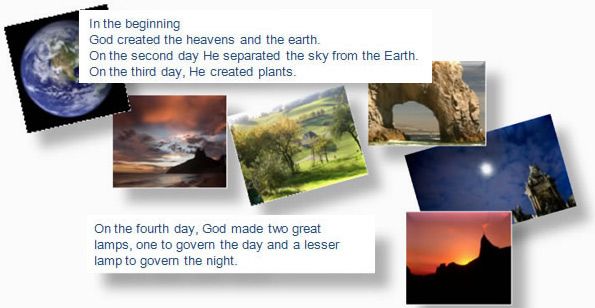 In the beginning
God created the heavens and the earth.
On the second day He separated the sky from the Earth.
On the third day, He created plants.
On the fourth day, God made two great
lamps, one to govern the day and a lesser
lamp to govern the night.